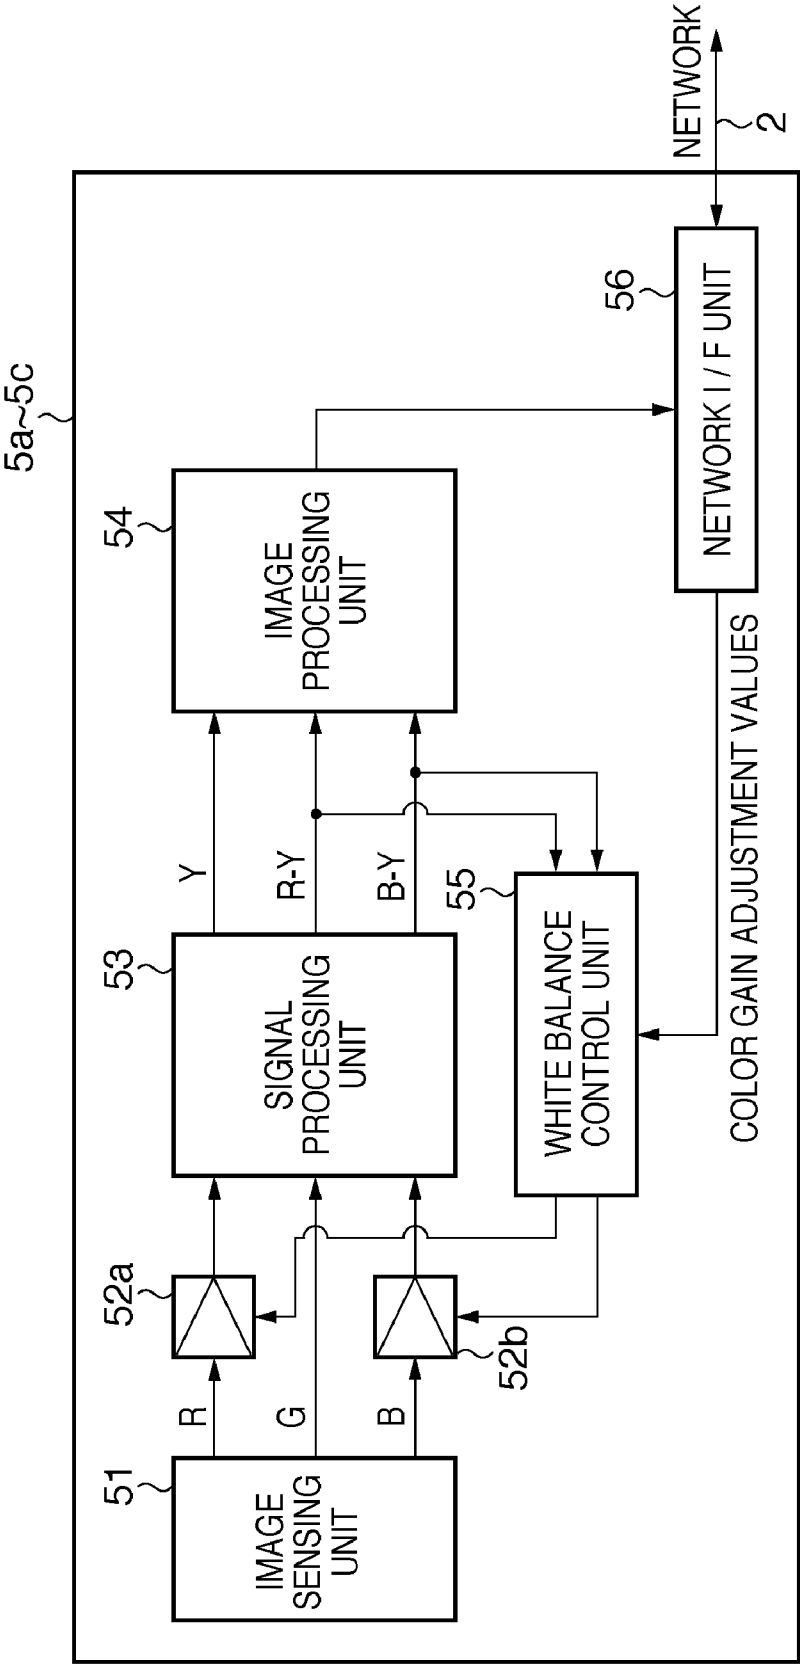 5a~5c
51
IMAGE
SENSING
UNIT
R
G
B
52a
52b
53
SIGNAL
PROCESSING
UNIT
Y
R-Y
B-Y
54
IMAGE
PROCESSING
UNIT
55
WHITE BALANCE
CONTROL UNIT
COLOR GAIN ADJUSTMENT VALUES
56
NETWORK I / F UNIT
NETWORK
2